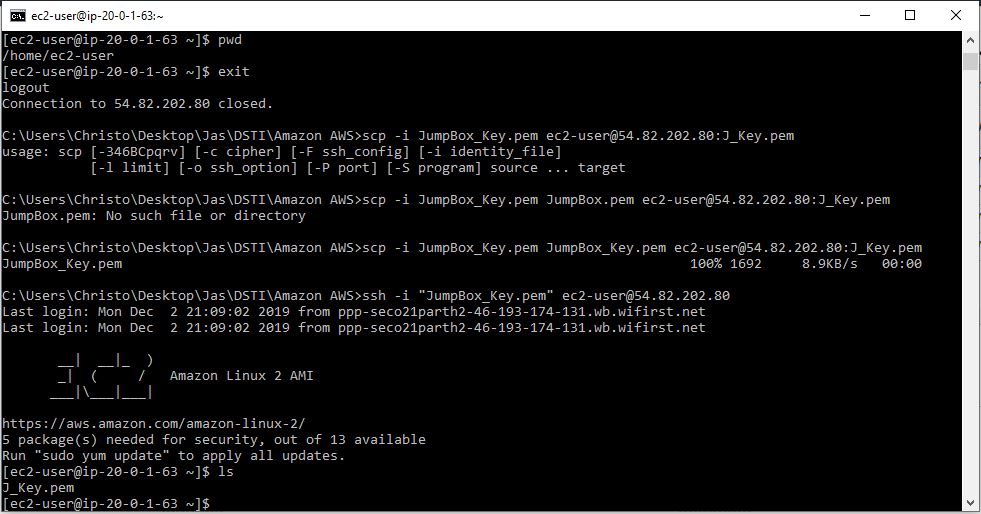 ec2-user@ip-20-0-1-63:~
[ec2-user@ip-20-0-1-63 ~]$ pwd
/home/ec2-user
[ec2-user@ip-20-0-1-63 ~]$ exit
logout
Connection to 54.82.202.80 closed.
C:\Users\Christo\Desktop\Jas\DSTI\Amazon AWS>scp -i JumpBox_Key.pem ec2-user@54.82.202.80:J_Key.pem
usage: scp [-346BCpqrv] [-c cipher] [-F ssh_config] [-i identity_file]
           [-l limit] [-o ssh_option] [-P port] [-S program] source ... target
C:\Users\Christo\Desktop\Jas\DSTI\Amazon AWS>scp -i JumpBox_Key.pem JumpBox.pem ec2-user@54.82.202.80:J_Key.pem
JumpBox.pem: No such file or directory
C:\Users\Christo\Desktop\Jas\DSTI\Amazon AWS>scp -i JumpBox_Key.pem JumpBox_Key.pem ec2-user@54.82.202.80:J_Key.pem
JumpBox_Key.pem                                                                       100% 1692     8.9KB/s   00:00
C:\Users\Christo\Desktop\Jas\DSTI\Amazon AWS>ssh -i "JumpBox_Key.pem" ec2-user@54.82.202.80
Last login: Mon Dec  2 21:09:02 2019 from ppp-seco21parth2-46-193-174-131.wb.wifirst.net
Last login: Mon Dec  2 21:09:02 2019 from ppp-seco21parth2-46-193-174-131.wb.wifirst.net
       __|  __|_  )
       _|  (     /   Amazon Linux 2 AMI
      ___|\___|___|
https://aws.amazon.com/amazon-linux-2/
5 package(s) needed for security, out of 13 available
Run "sudo yum update" to apply all updates.
[ec2-user@ip-20-0-1-63 ~]$ ls
J_Key.pem
[ec2-user@ip-20-0-1-63 ~]$